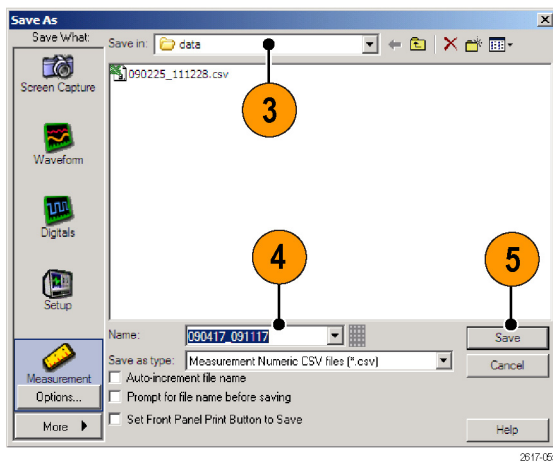 Save As
Save What:
Save in: data
090225_111228.csv
Screen Capture
3
Waveform
Digitals
4
5
Setup
Name: 090417_091117
Save
Save as type: Measurement Numeric CSV files (*.csv)
Cancel
Measurement
Auto-increment file name
Options...
Prompt for file name before saving
Set Front Panel Print Button to Save
More
Help